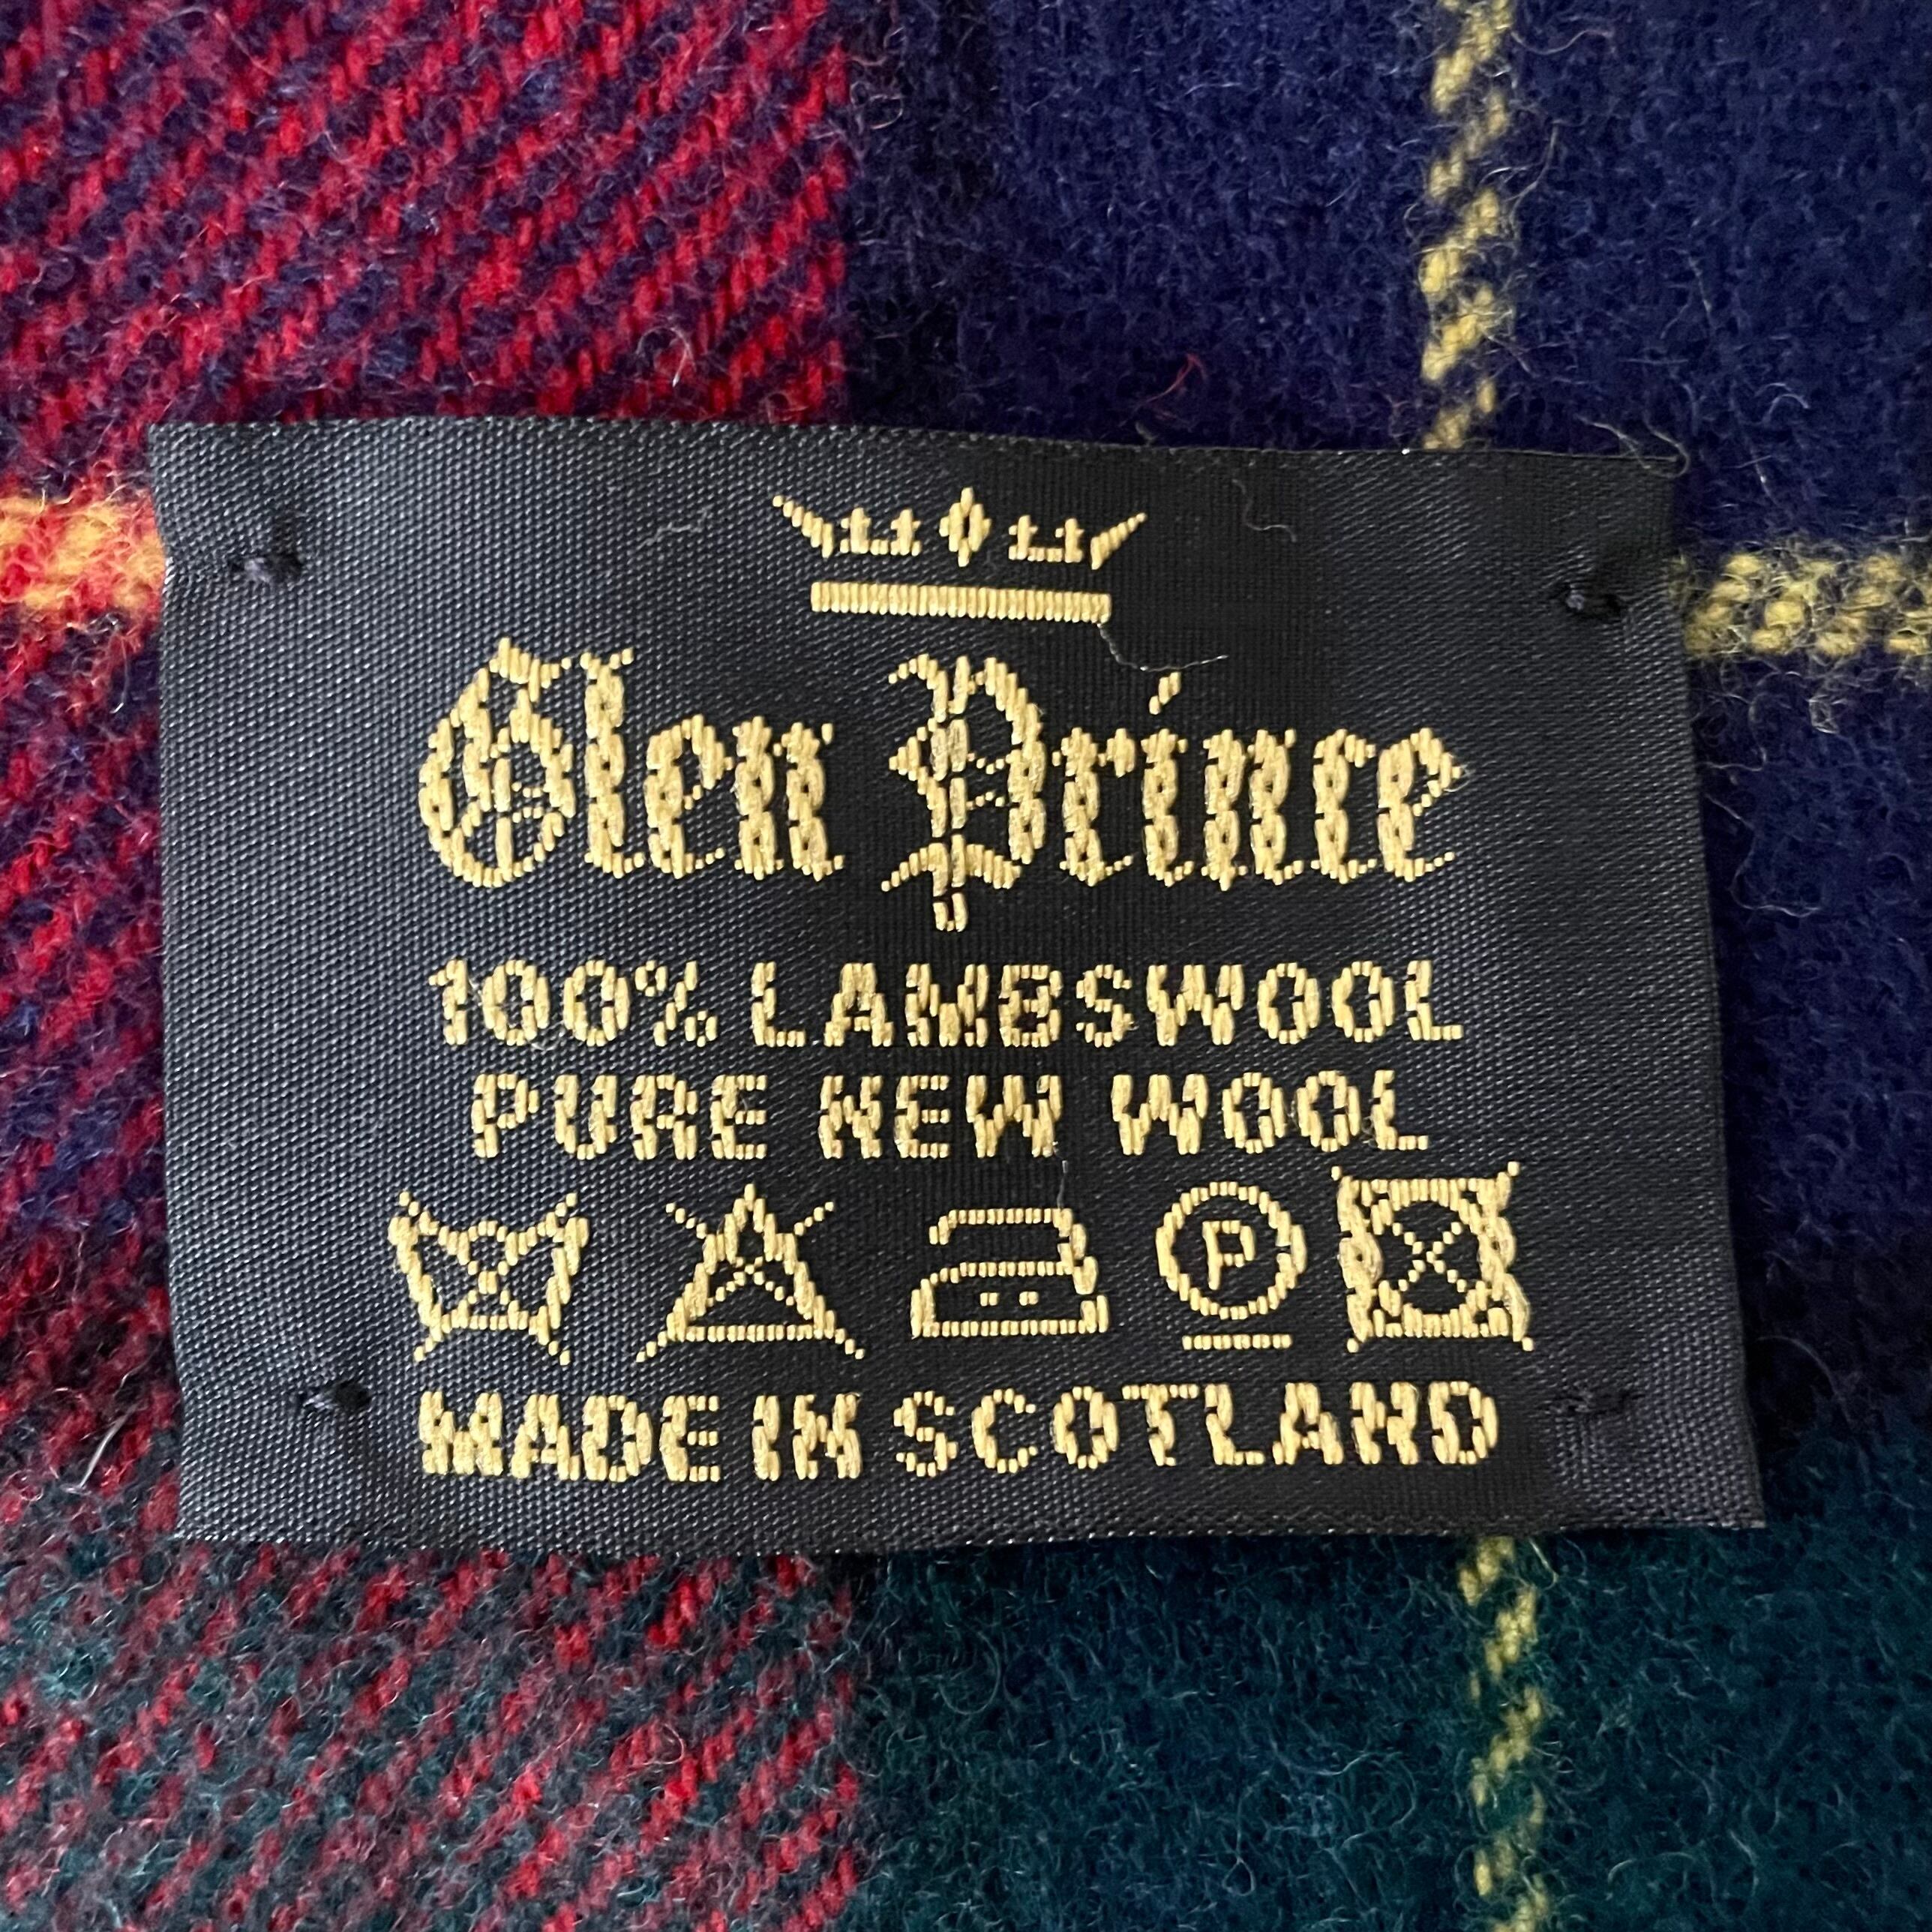 Glen Prince
100% LAMBSWOOL
PURE NEW WOOL
P
MADE IN SCOTLAND